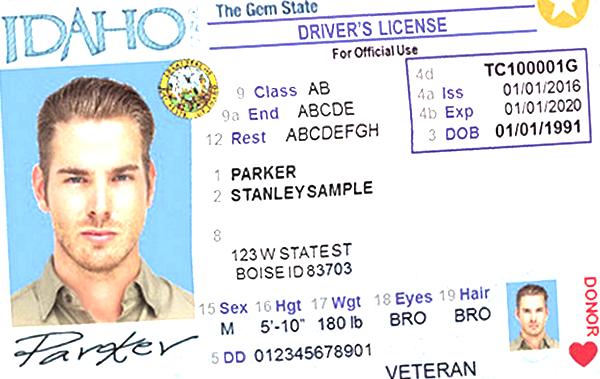 IDAHO
The Gem State
DRIVER'S LICENSE
For Official Use
9 Class AB
9a End ABCDE
12 Rest ABCDEFGH
4d TC100001G
4a Iss 01/01/2016
4b Exp 01/01/2020
3 DOB 01/01/1991
1 PARKER
2 STANLEYSAMPLE
8
123 W STATE ST
BOISE ID 83703
15 Sex 16 Hgt 17 Wgt 18 Eyes 19 Hair
M 5'-10" 180 lb BRO BRO
5 DD 012345678901
VETERAN
DONOR
Parker